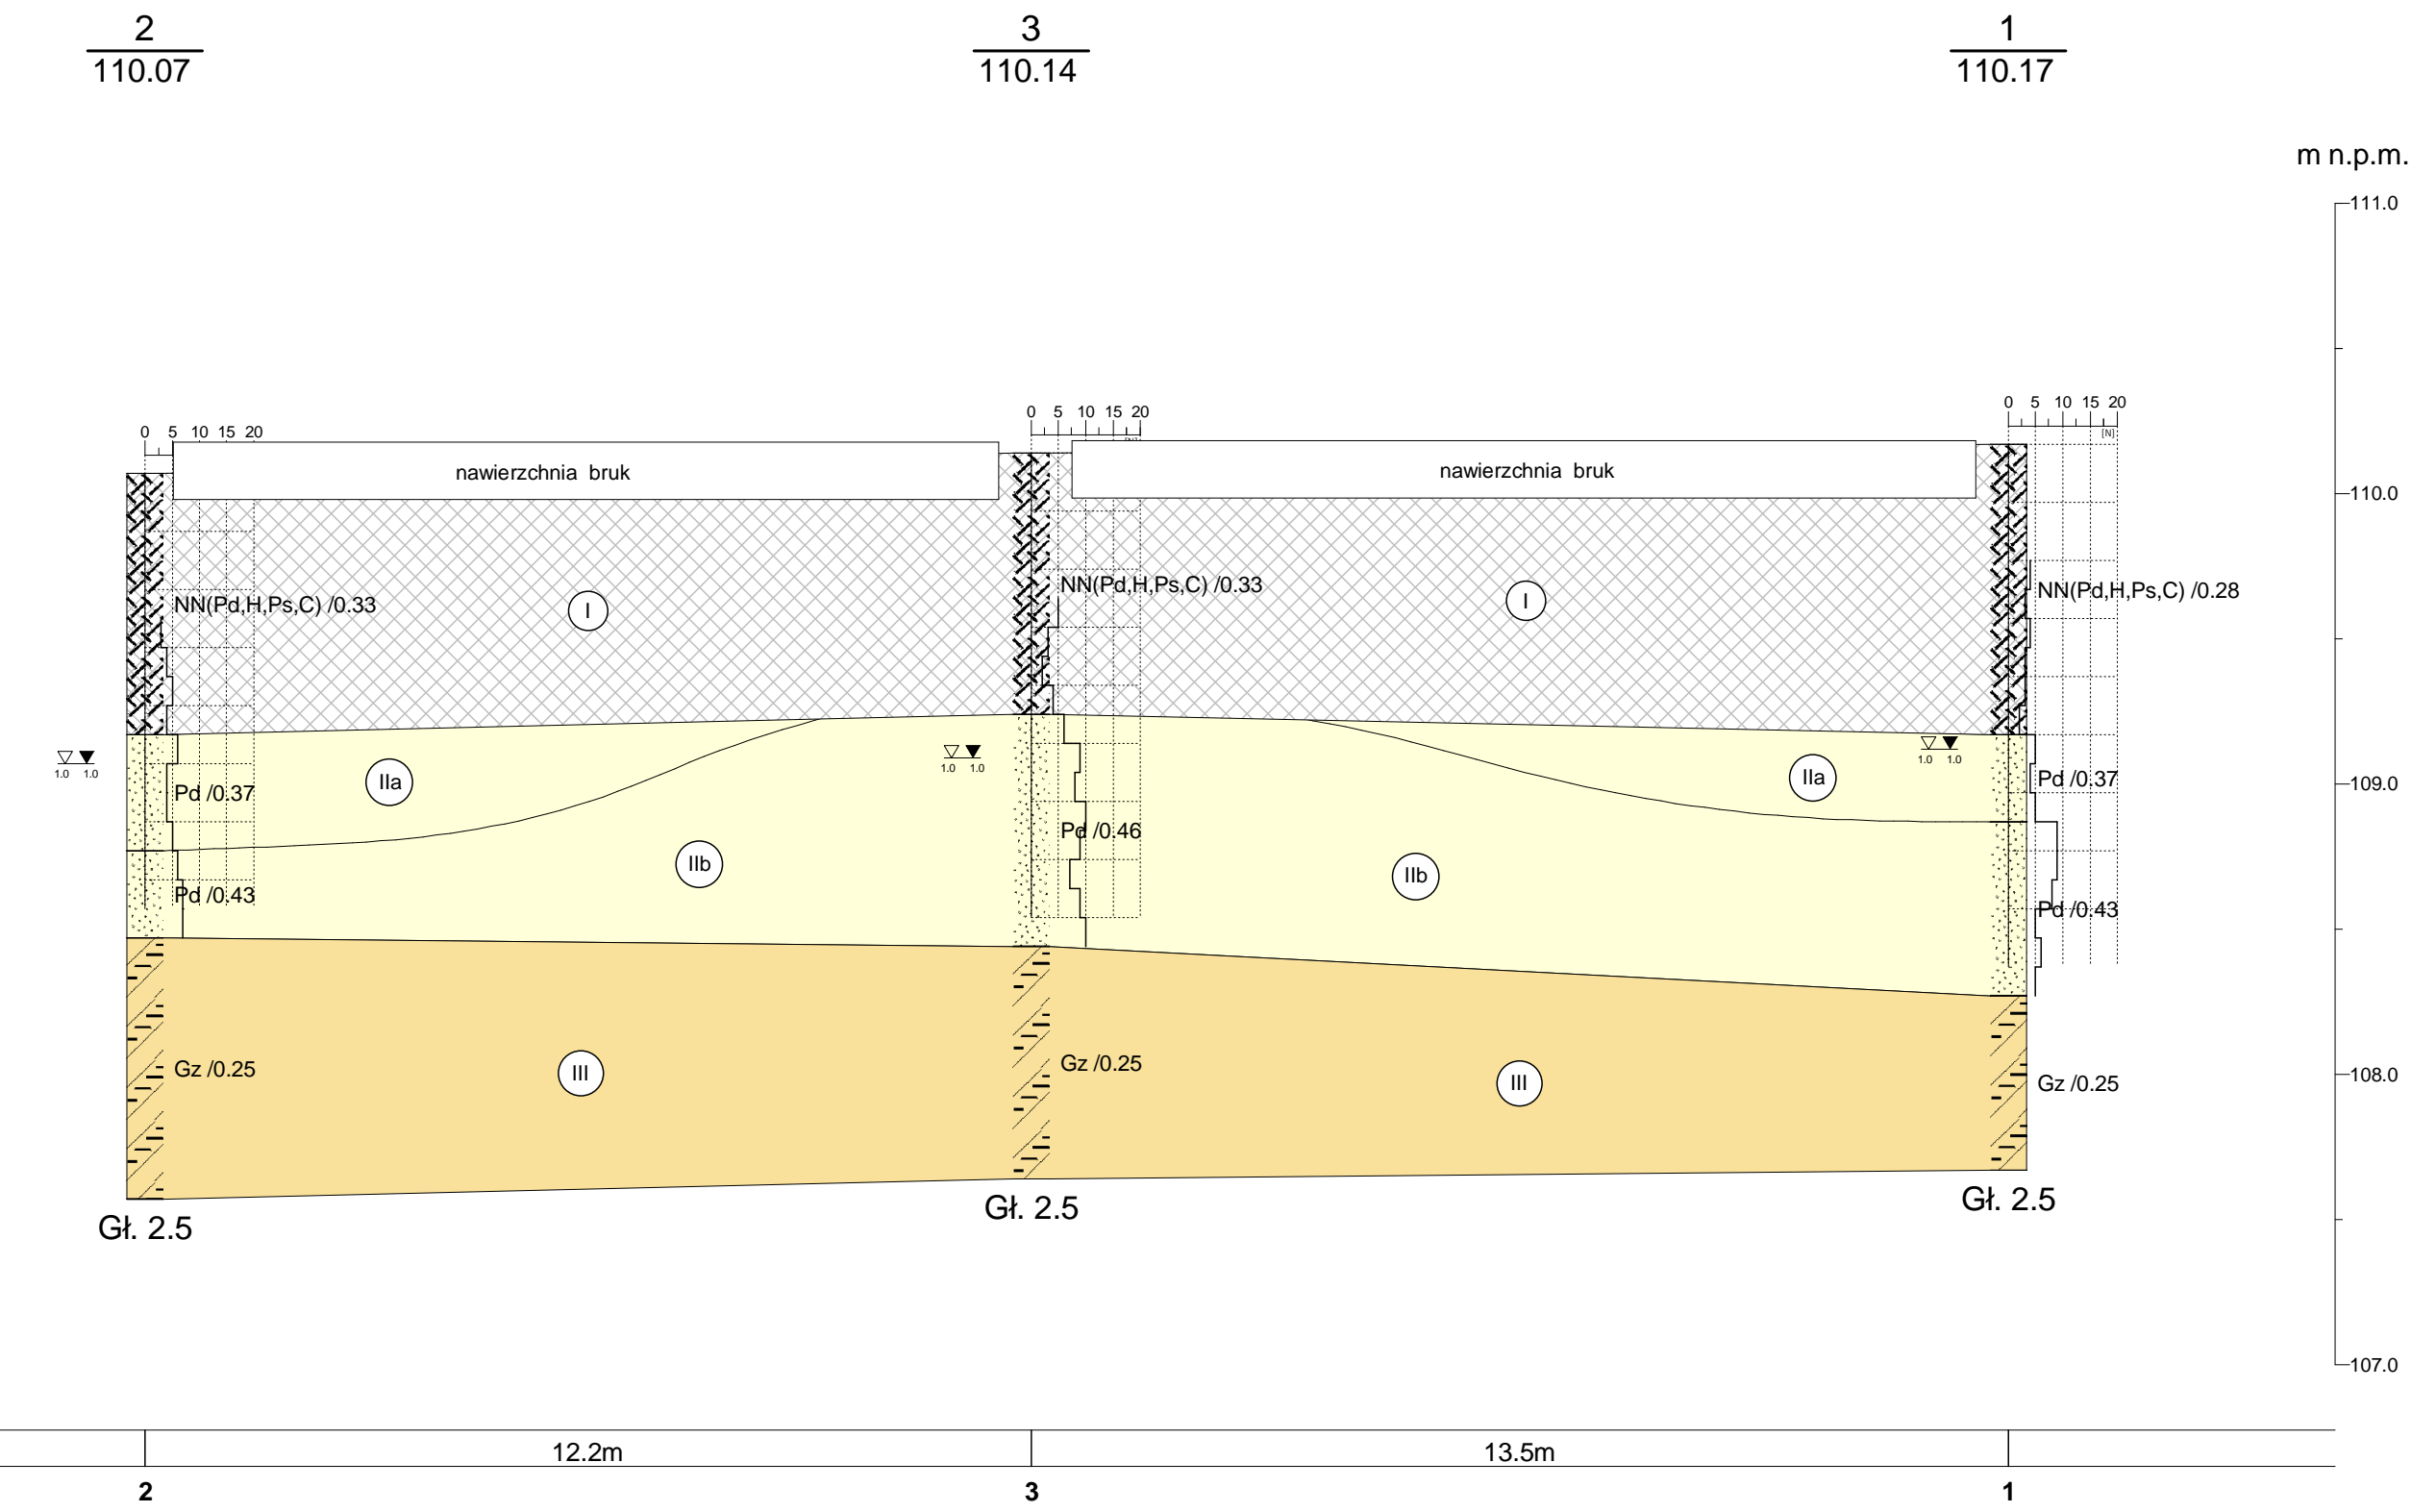 2 3 1
110.07 110.14 110.17
m n.p.m.
111.0
0 5 10 15 20
0 5 10 15 20
0 5 10 15 20
[N]
nawierzchnia bruk
nawierzchnia bruk
110.0
NN(Pd,H,Ps,C) /0.33
I
NN(Pd,H,Ps,C) /0.33
I
NN(Pd,H,Ps,C) /0.28
1.0 1.0
1.0 1.0
1.0 1.0
IIa
IIa
109.0
Pd /0.37
Pd /0.37
Pd /0.46
IIb
IIb
Pd /0.43
Pd /0.43
Gz /0.25
III
Gz /0.25
III
Gz /0.25
108.0
Gł. 2.5
Gł. 2.5
Gł. 2.5
107.0
12.2m 13.5m
2 3 1